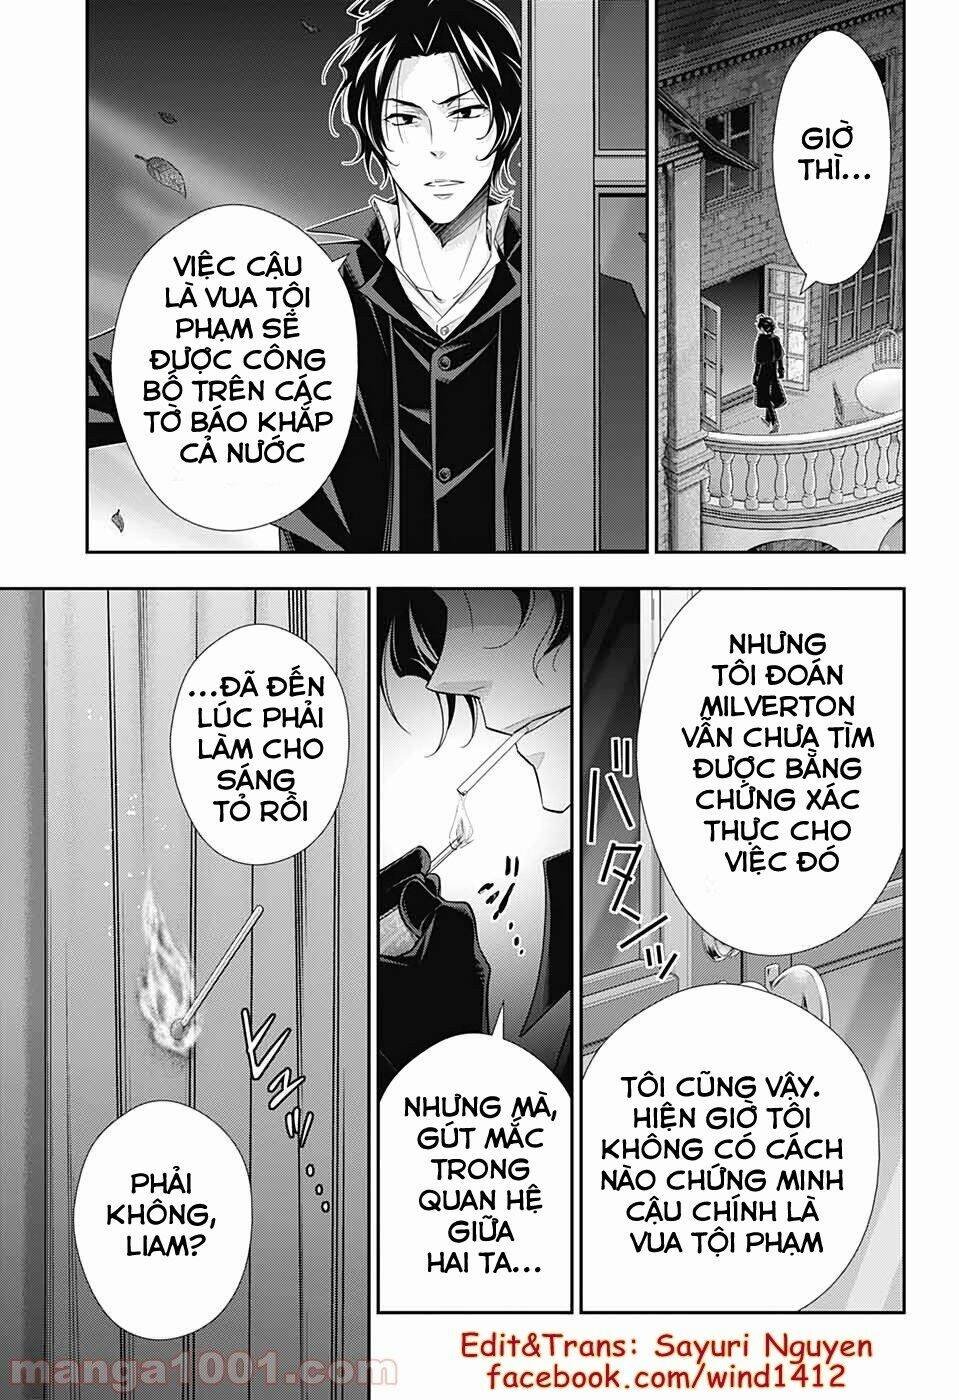 GIỜ
THÌ...
VIỆC CẬU
LÀ VUA TỘI
PHẠM SẼ
ĐƯỢC CÔNG
BỐ TRÊN CÁC
TỜ BÁO KHẮP
CẢ NƯỚC
NHƯNG
TÔI ĐOÁN
MILVERTON
VẪN CHƯA TÌM
ĐƯỢC BẰNG
CHỨNG XÁC
THỰC CHO
VIỆC ĐÓ
バタン
TÔI CŨNG VẬY.
HIỆN GIỜ TÔI
KHÔNG CÓ CÁCH
NÀO CHỨNG MINH
CẬU CHÍNH LÀ
VUA TỘI PHẠM
NHƯNG MÀ,
GÚT MẮC
TRONG
QUAN HỆ
GIỮA
HAI TA...
...ĐÃ ĐẾN
LÚC PHẢI
LÀM CHO
SÁNG
TỎ RỒI
PHẢI
KHÔNG,
LIAM?
Edit&Trans: Sayuri Nguyen
facebook.com/wind1412
manga1001.com